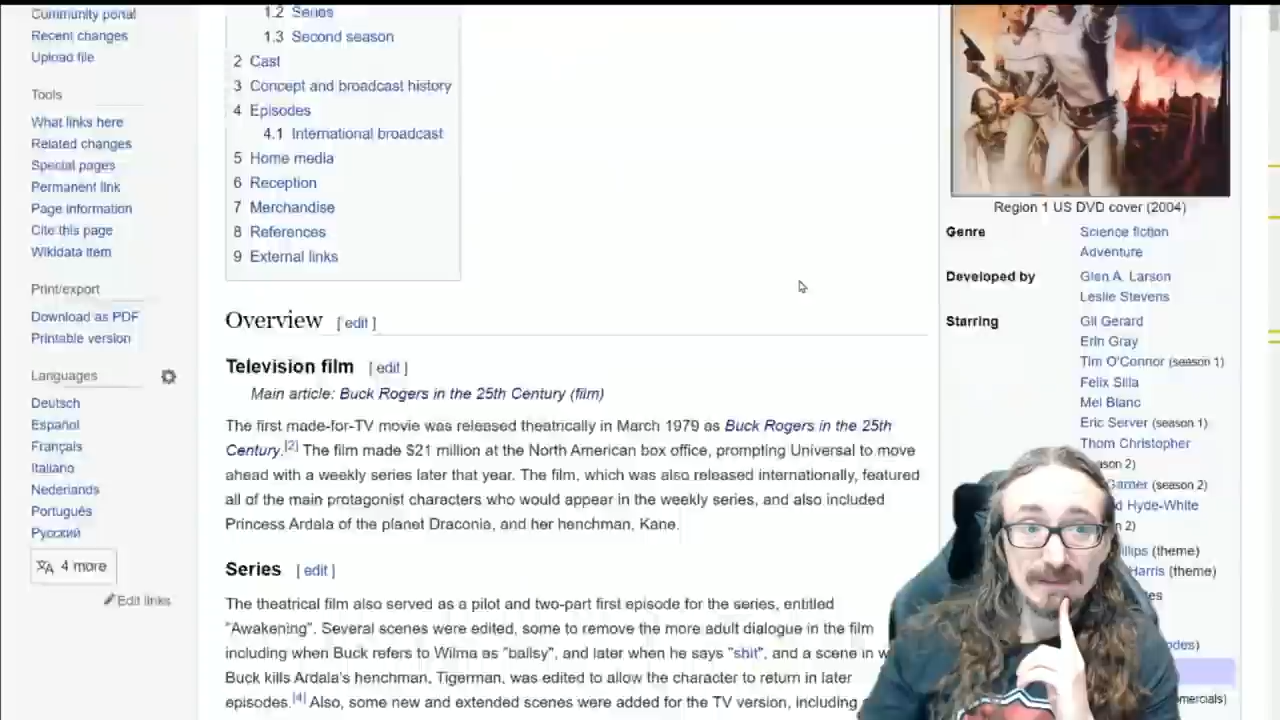 Community portal
Recent changes
Upload file
Tools
What links here
Related changes
Special pages
Permanent link
Page information
Cite this page
Wikidata item
Print/export
Download as PDF
Printable version
Languages
Deutsch
Español
Français
Italiano
Nederlands
Português
Русский
4 more
Edit links
1.2 Series
1.3 Second season
2 Cast
3 Concept and broadcast history
4 Episodes
4.1 International broadcast
5 Home media
6 Reception
7 Merchandise
8 References
9 External links
Overview [ edit ]
Television film [ edit ]
Main article: Buck Rogers in the 25th Century (film)
The first made-for-TV movie was released theatrically in March 1979 as Buck Rogers in the 25th
Century.[2] The film made $21 million at the North American box office, prompting Universal to move
ahead with a weekly series later that year. The film, which was also released internationally, featured
all of the main protagonist characters who would appear in the weekly series, and also included
Princess Ardala of the planet Draconia, and her henchman, Kane.
Series [ edit ]
The theatrical film also served as a pilot and two-part first episode for the series, entitled
"Awakening". Several scenes were edited, some to remove the more adult dialogue in the film
including when Buck refers to Wilma as "ballsy", and later when he says "shit", and a scene in w
Buck kills Ardala's henchman, Tigerman, was edited to allow the character to return in later
episodes.[4] Also, some new and extended scenes were added for the TV version, including
Region 1 US DVD cover (2004)
Genre Science fiction
Adventure
Developed by Glen A. Larson
Leslie Stevens
Starring Gil Gerard
Erin Gray
Tim O'Connor (season 1)
Felix Silla
Mel Blanc
Eric Server (season 1)
Thom Christopher
ason 2)
Garner (season 2)
d Hyde-White
n 2)
illips (theme)
Harris (theme)
tes
odes)
mercials)